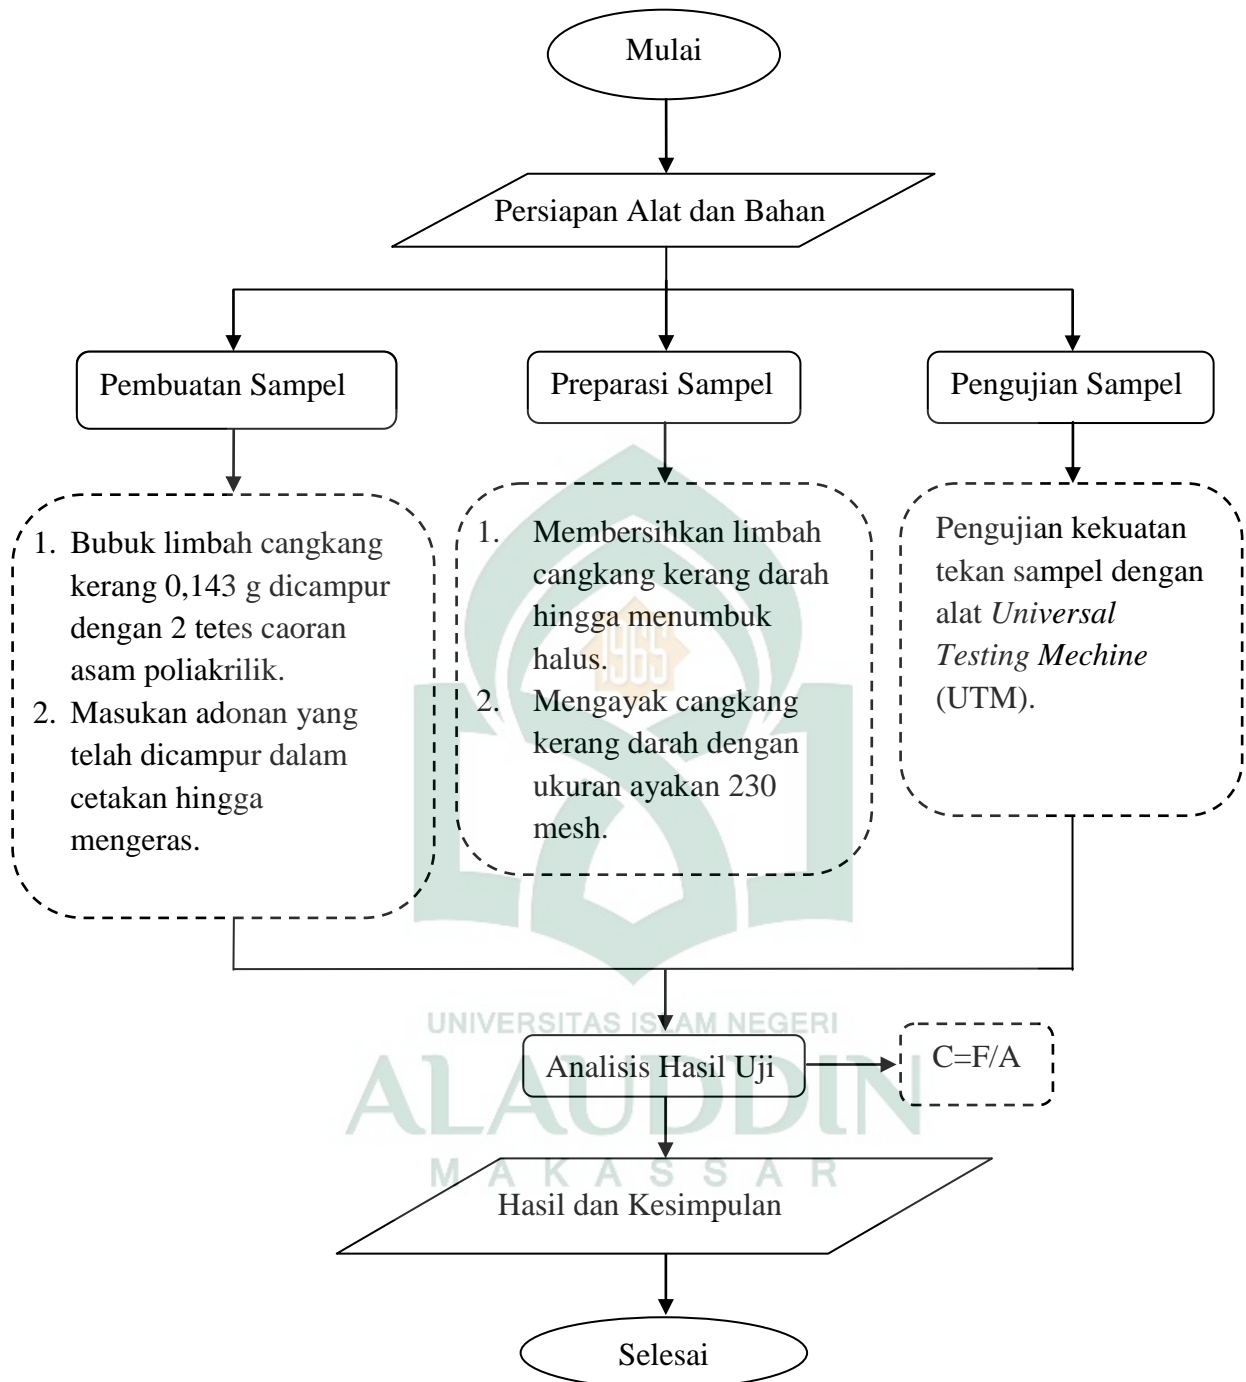 Mulai
Persiapan Alat dan Bahan
Pembuatan Sampel
Preparasi Sampel
Pengujian Sampel
1. Bubuk limbah cangkang
kerang 0,143 g dicampur
dengan 2 tetes caoran
asam poliakrilik.
2. Masukan adonan yang
telah dicampur dalam
cetakan hingga
mengeras.
1. Membersihkan limbah
cangkang kerang darah
hingga menumbuk
halus.
2. Mengayak cangkang
kerang darah dengan
ukuran ayakan 230
mesh.
Pengujian kekuatan
tekan sampel dengan
alat Universal
Testing Mechine
(UTM).
1965
UNIVERSITAS ISLAM NEGERI
ALAUDDIN
MAKASSAR
Analisis Hasil Uji
C=F/A
Hasil dan Kesimpulan
Selesai